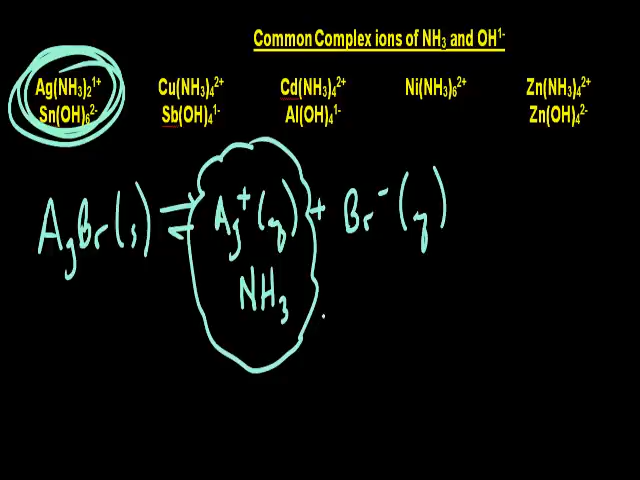 Common Complex ions of NH₃ and OH¹⁻
Ag(NH₃)₂¹⁺ Cu(NH₃)₄²⁺ Cd(NH₃)₄²⁺ Ni(NH₃)₆²⁺ Zn(NH₃)₄²⁺
Sn(OH)₆²⁻ Sb(OH)₄¹⁻ Al(OH)₄¹⁻ Zn(OH)₄²⁻
AgBr(s) ⇌ Ag⁺(aq) + Br⁻(aq)
NH₃